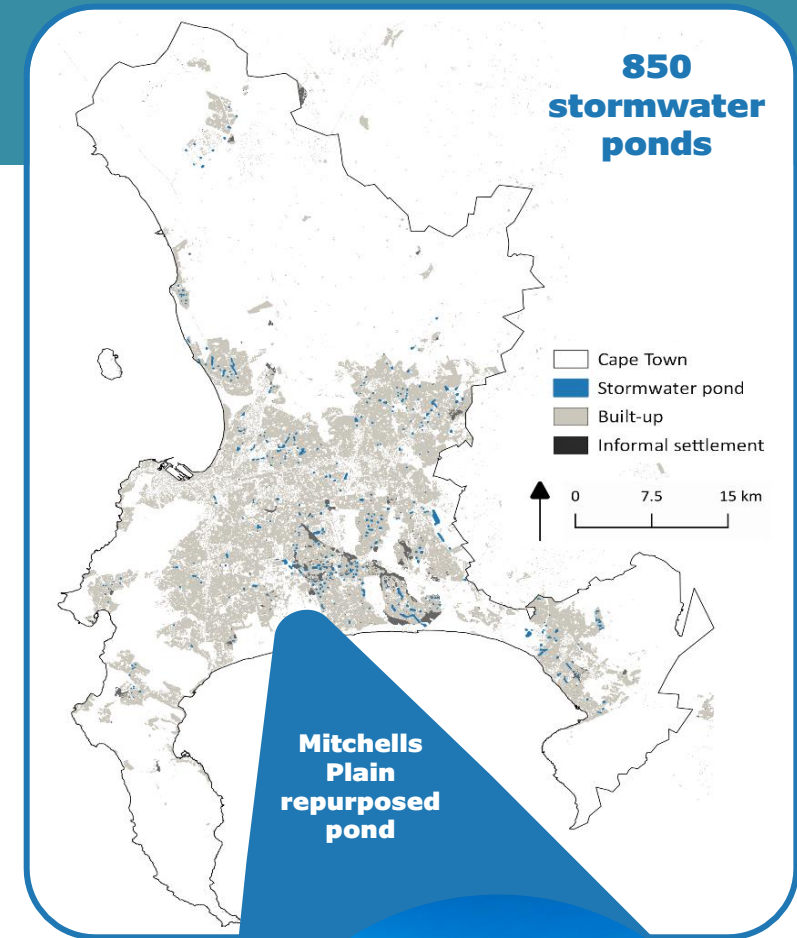 850
stormwater
ponds
Cape Town
Stormwater pond
Built-up
Informal settlement
0 7.5 15 km
Mitchells
Plain
repurposed
pond